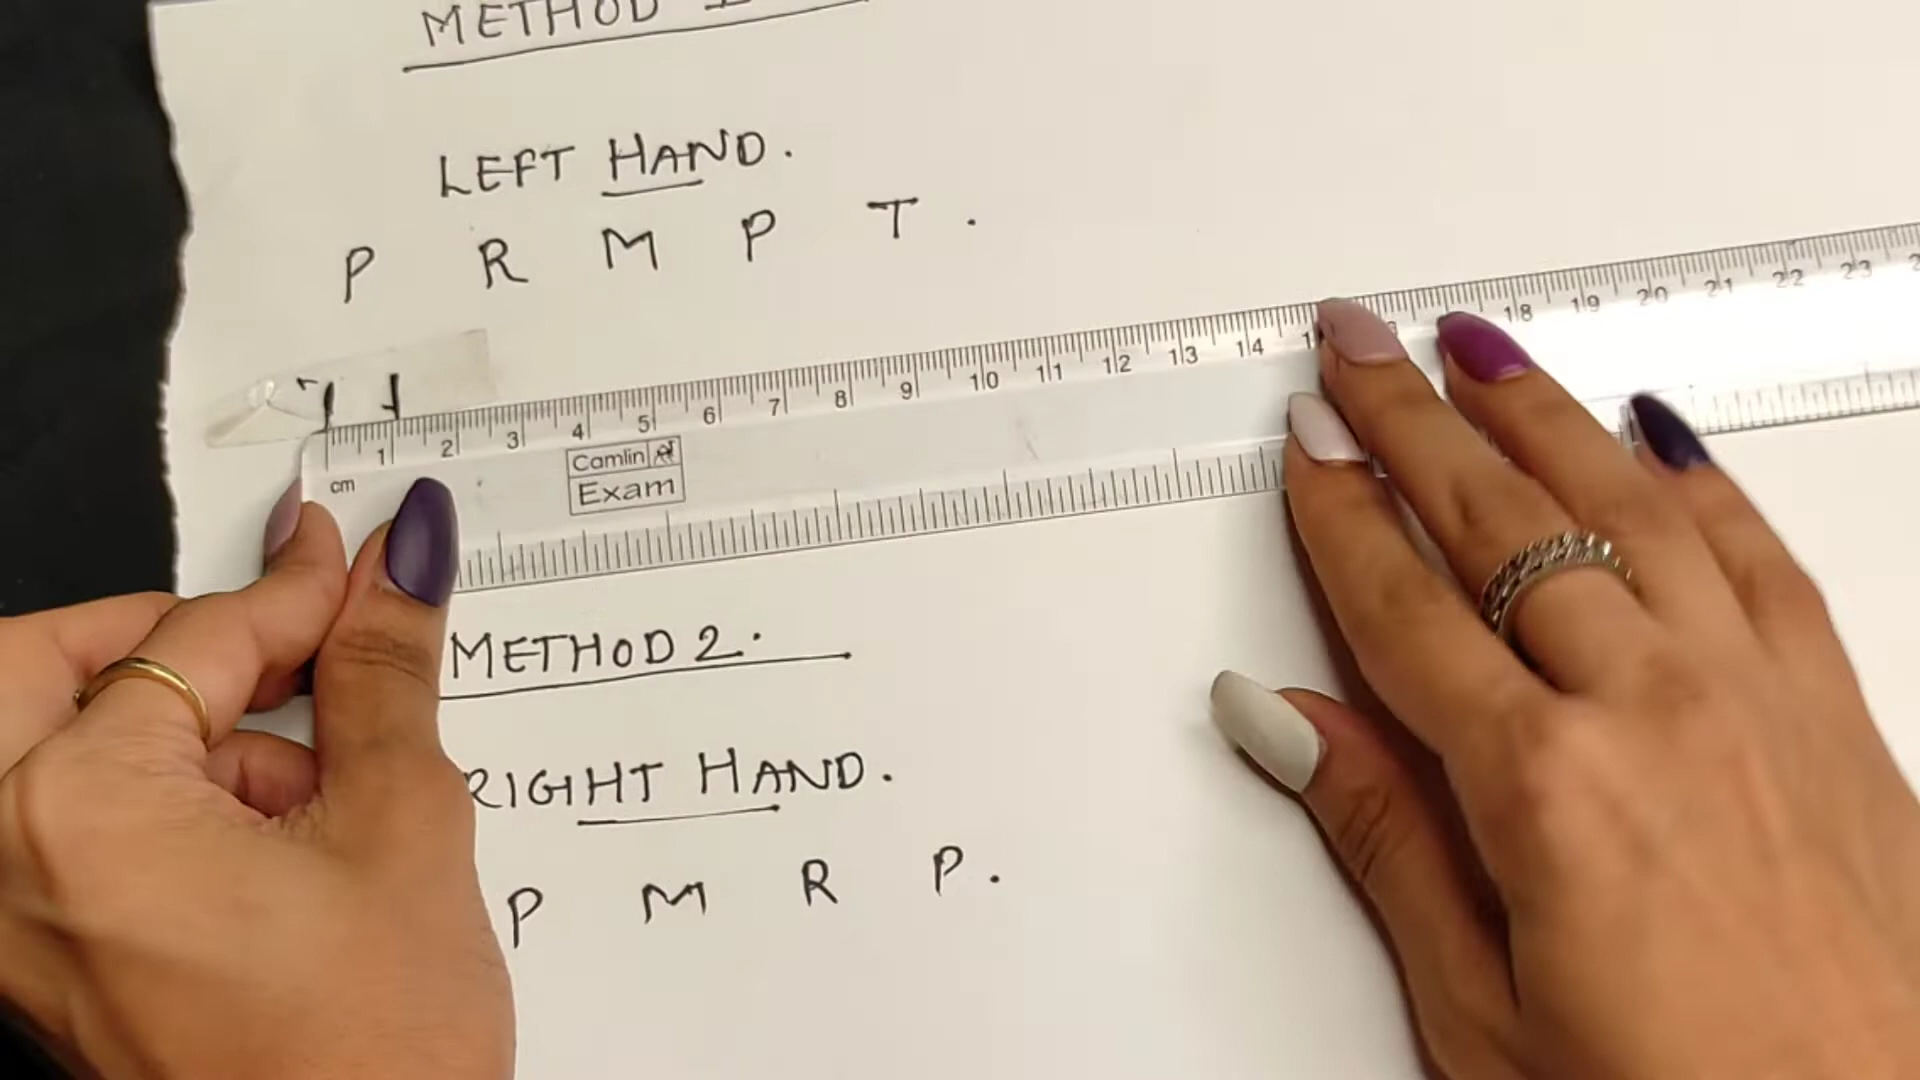 METHOD
LEFT HAND.
P R M P T.
1 2 3 4 5 6 7 8 9 10 11 12 13 14 18 19 20 21 22 23
cm
Camlin
Exam
METHOD 2.
RIGHT HAND.
P M R P.